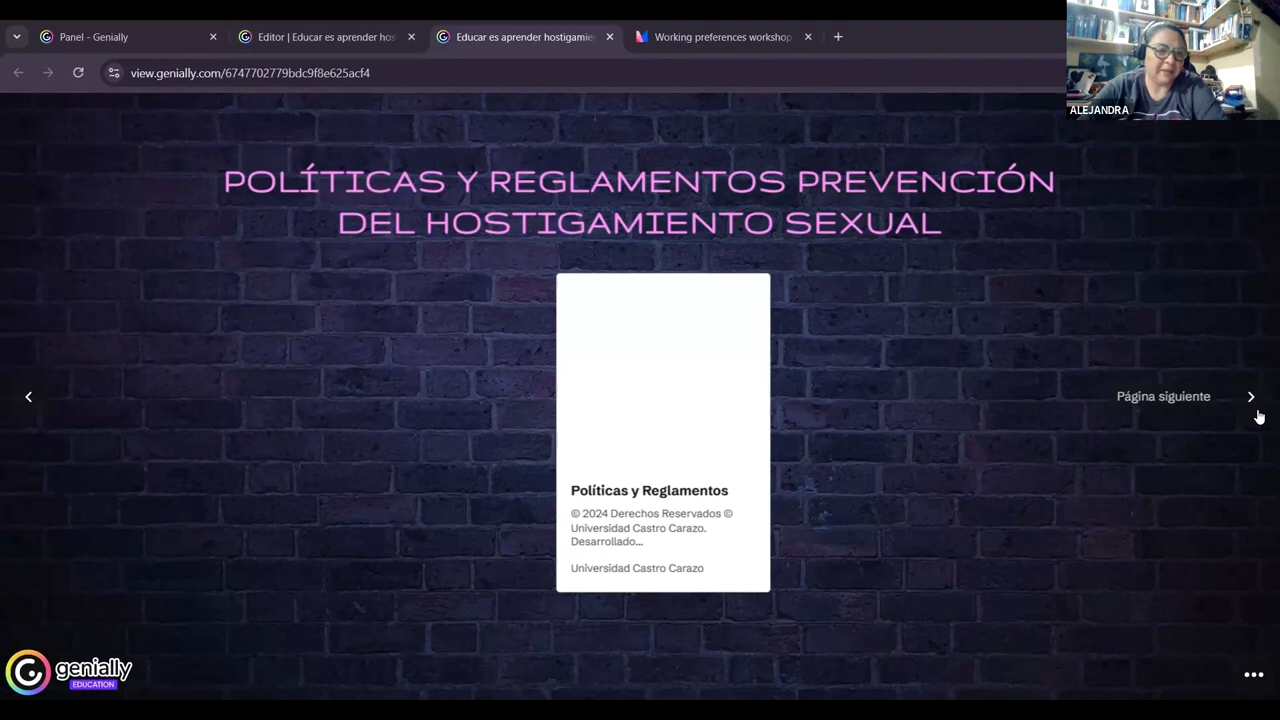 Panel - Genially
Editor | Educar es aprender hos
Educar es aprender hostigamie
Working preferences workshop
view.genially.com/6747702779bdc9f8e625acf4
ALEJANDRA
POLÍTICAS Y REGLAMENTOS PREVENCIÓN
DEL HOSTIGAMIENTO SEXUAL
Página siguiente
Políticas y Reglamentos
© 2024 Derechos Reservados ©
Universidad Castro Carazo.
Desarrollado...
Universidad Castro Carazo
genially
EDUCATION